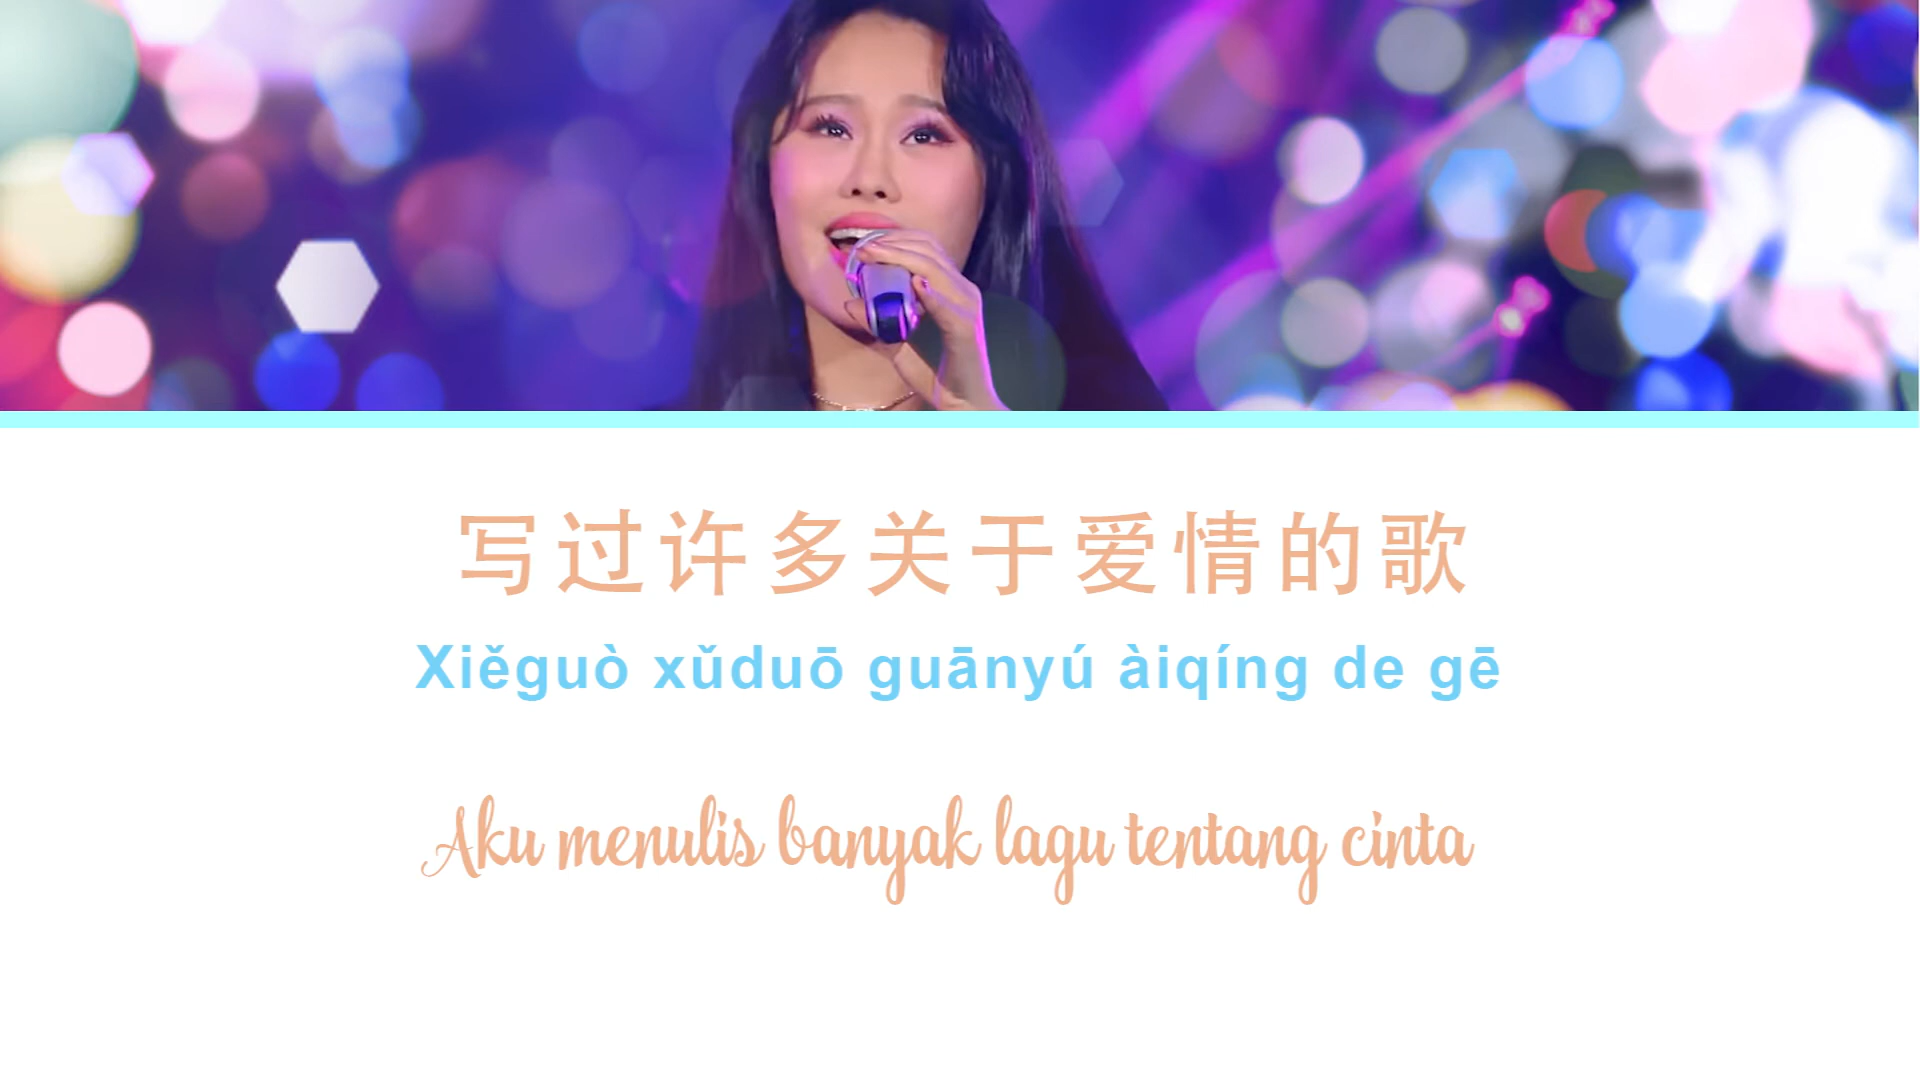 写过许多关于爱情的歌
Xiěguò xǔduō guānyú àiqíng de gē
Aku menulis banyak lagu tentang cinta